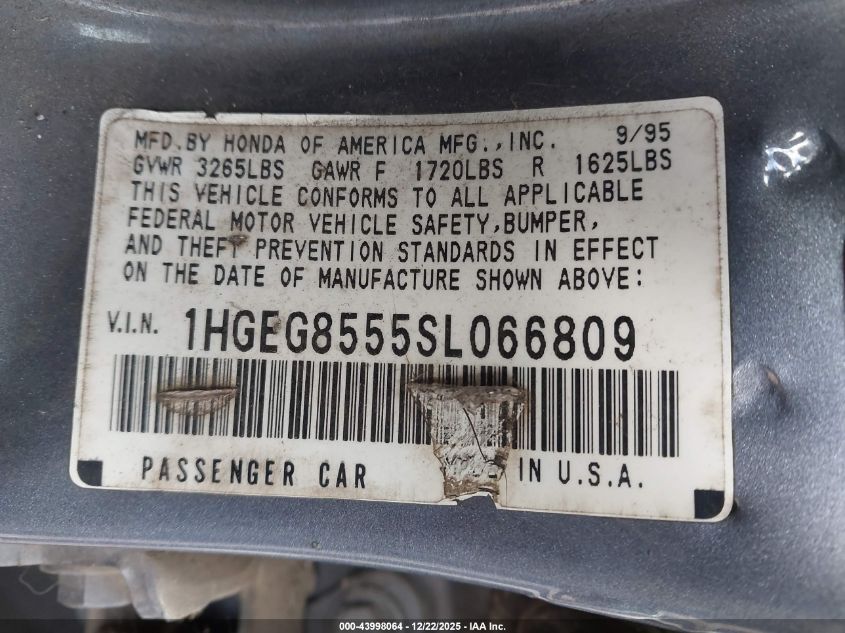 MFD.BY HONDA OF AMERICA MFG.,INC. 9/95
GVWR 3265LBS GAWR F 1720LBS R 1625LBS
THIS VEHICLE CONFORMS TO ALL APPLICABLE
FEDERAL MOTOR VEHICLE SAFETY,BUMPER,
AND THEFT PREVENTION STANDARDS IN EFFECT
ON THE DATE OF MANUFACTURE SHOWN ABOVE:
V.I.N. 1HGEG8555SL066809
PASSENGER CAR IN U.S.A.
000-43998064 • 12/22/2025 - IAA Inc.